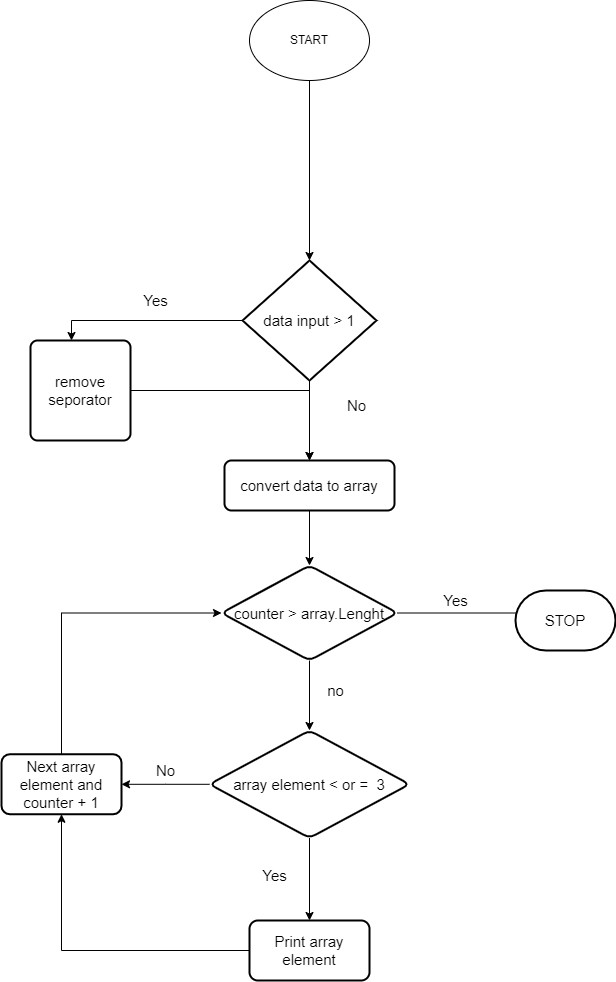 START
Yes
data input > 1
remove
seporator
No
convert data to array
counter > array.Lenght
Yes
STOP
no
Next array
element and
counter + 1
No
array element < or =  3
Yes
Print array
element